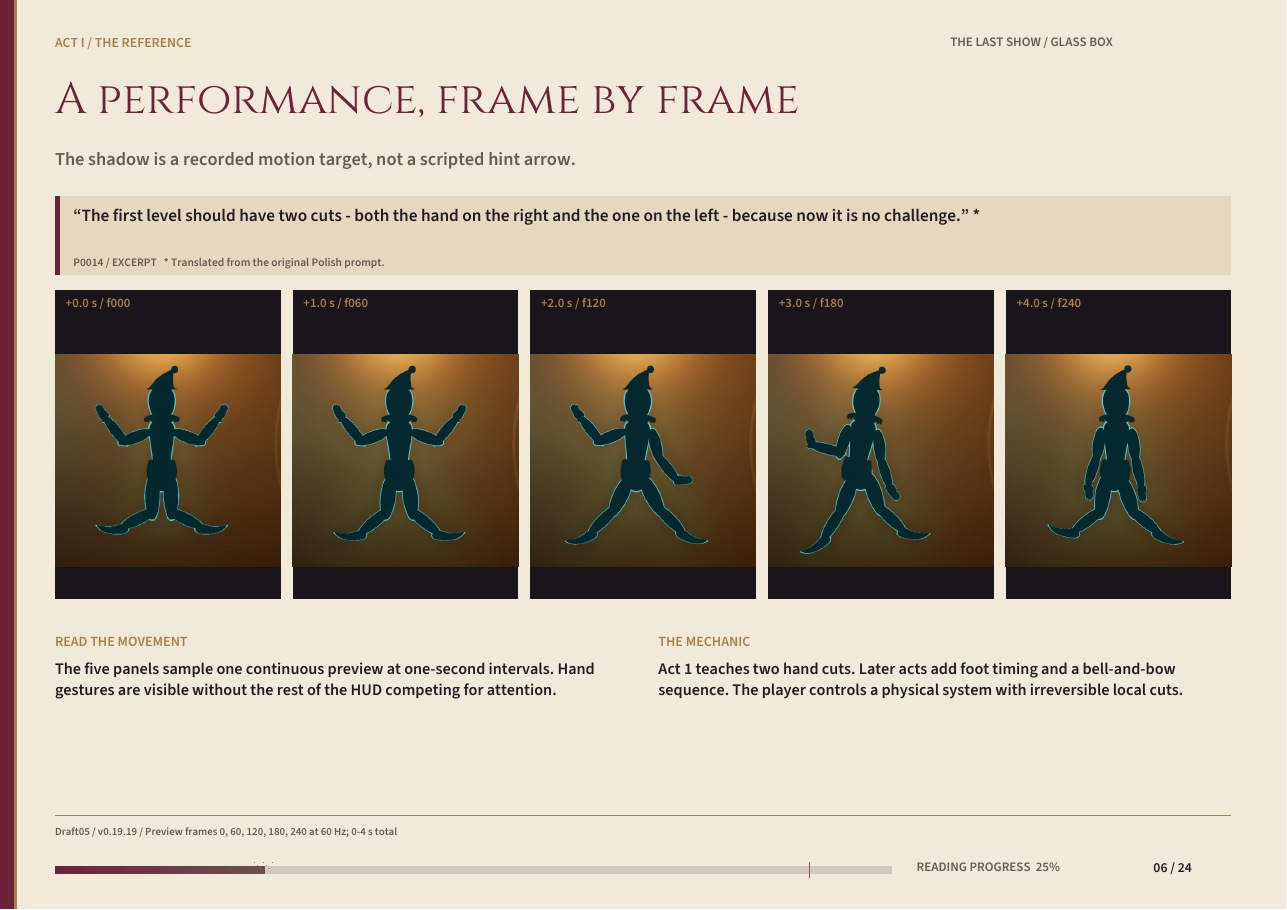 ACT I / THE REFERENCE
THE LAST SHOW / GLASS BOX
A PERFORMANCE, FRAME BY FRAME
The shadow is a recorded motion target, not a scripted hint arrow.
“The first level should have two cuts - both the hand on the right and the one on the left - because now it is no challenge.” *
P0014 / EXCERPT * Translated from the original Polish prompt.
+0.0 s / f000
+1.0 s / f060
+2.0 s / f120
+3.0 s / f180
+4.0 s / f240
READ THE MOVEMENT
The five panels sample one continuous preview at one-second intervals. Hand
gestures are visible without the rest of the HUD competing for attention.
THE MECHANIC
Act 1 teaches two hand cuts. Later acts add foot timing and a bell-and-bow
sequence. The player controls a physical system with irreversible local cuts.
Draft05 / v0.19.19 / Preview frames 0, 60, 120, 180, 240 at 60 Hz; 0-4 s total
READING PROGRESS 25%
06 / 24